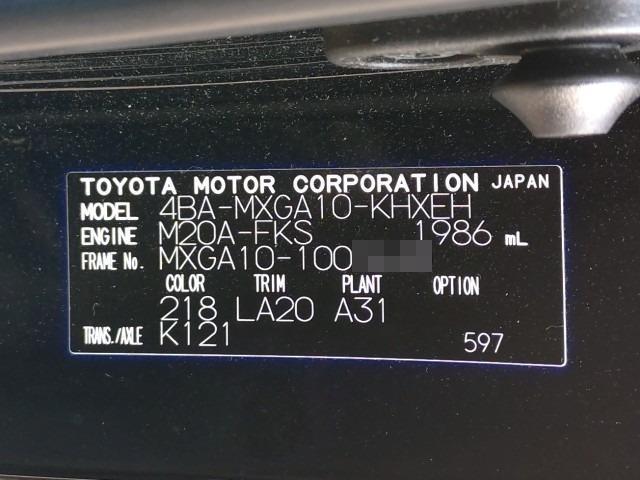 TOYOTA MOTOR CORPORATION JAPAN
MODEL 4BA-MXGA10-KHXEH
ENGINE M20A-FKS 1986 mL
FRAME No. MXGA10-100
COLOR TRIM PLANT OPTION
218 LA20 A31
TRANS./AXLE K121 597